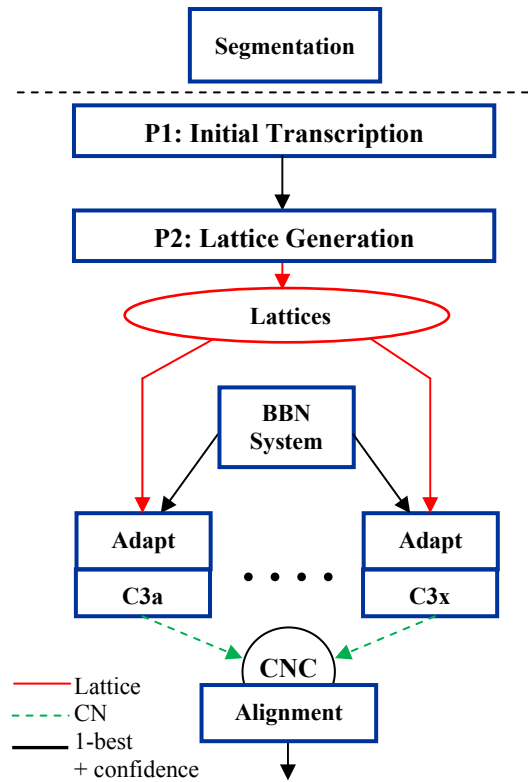 Segmentation
P1: Initial Transcription
P2: Lattice Generation
Lattices
BBN
System
Adapt
Adapt
C3a
C3x
CNC
Alignment
Lattice
CN
1-best
+ confidence